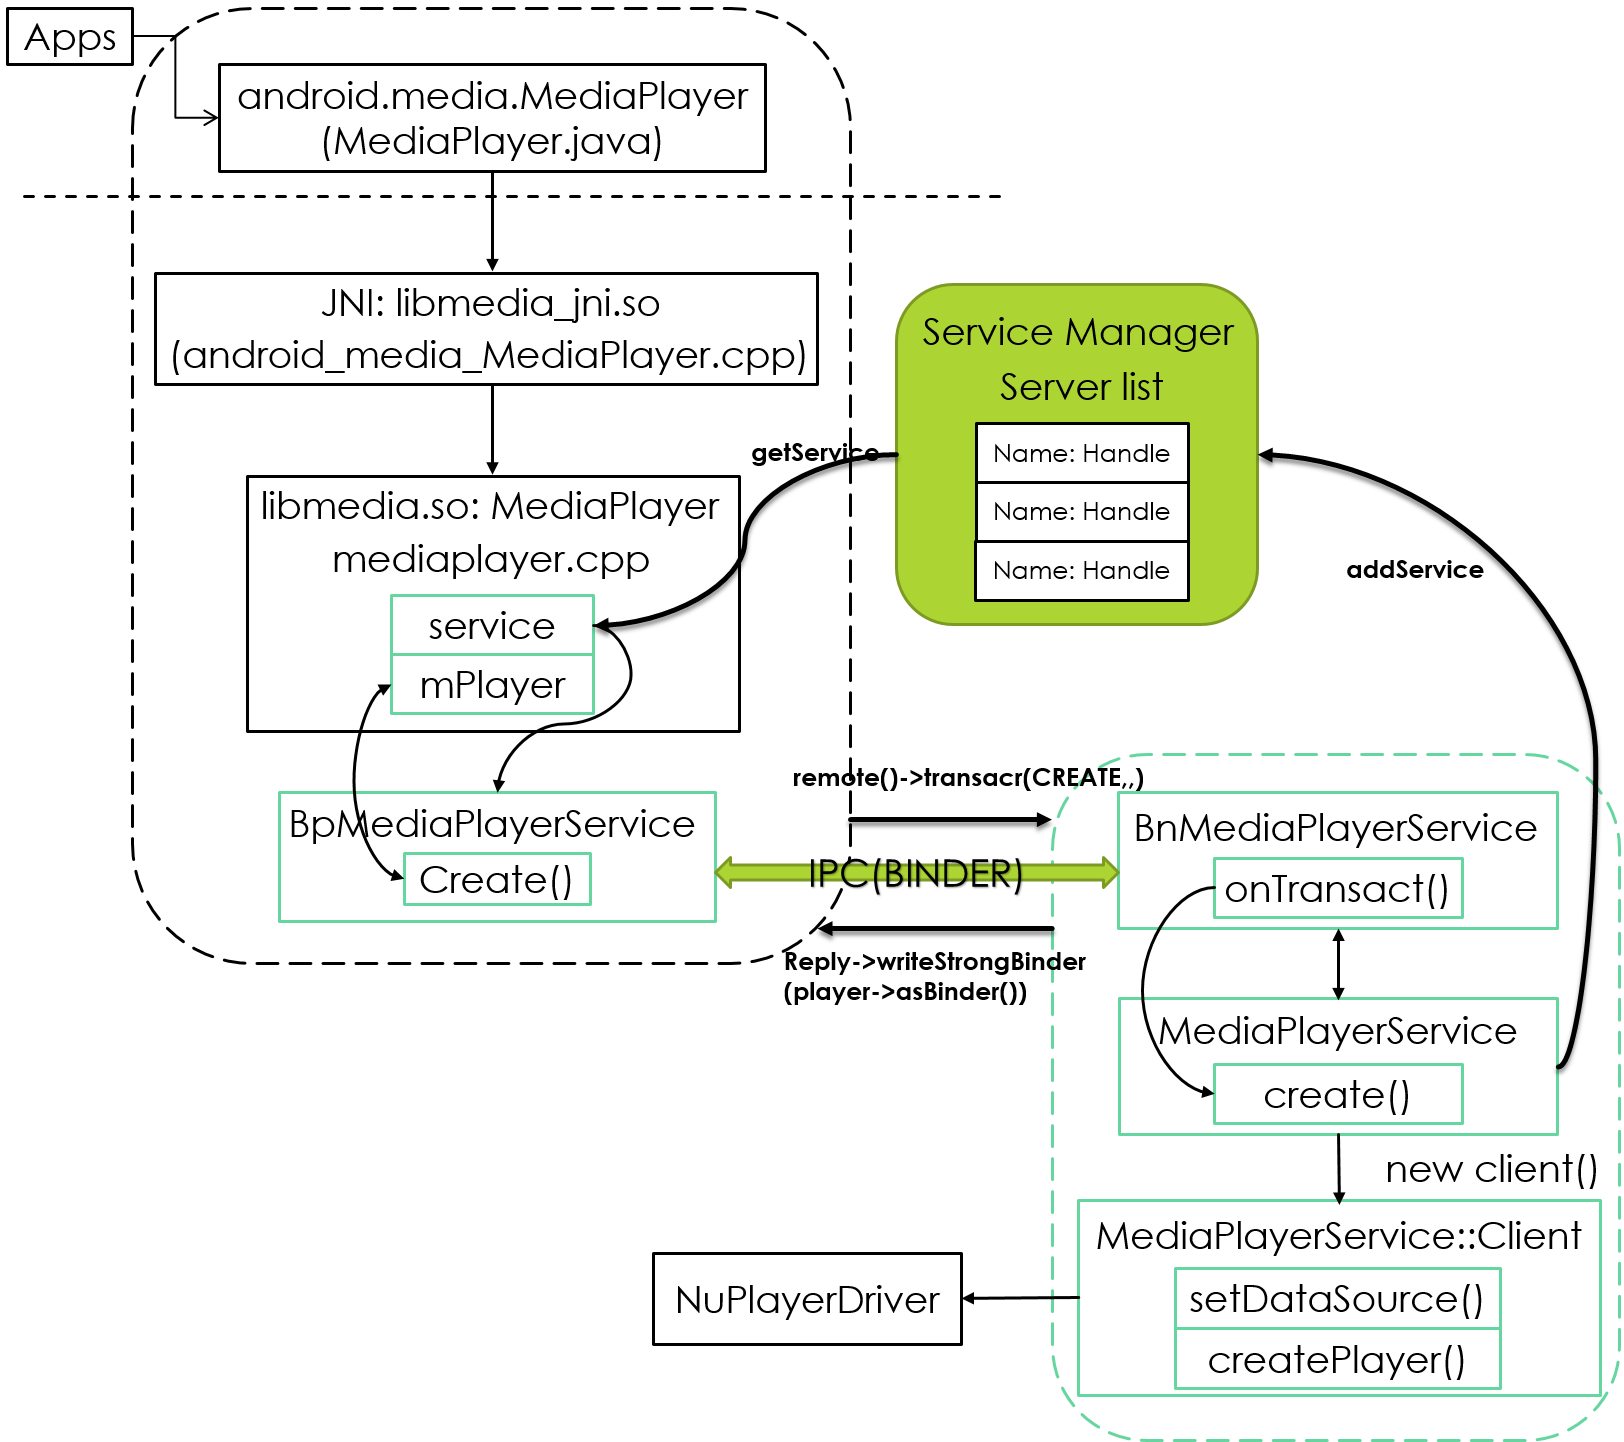 Apps
android.media.MediaPlayer
(MediaPlayer.java)
JNI: libmedia_jni.so
(android_media_MediaPlayer.cpp)
libmedia.so: MediaPlayer
mediaplayer.cpp
service
mPlayer
BpMediaPlayerService
Create()
getService
Service Manager
Server list
Name: Handle
Name: Handle
Name: Handle
addService
remote()->transacr(CREATE,,)
IPC(BINDER)
Reply->writeStrongBinder
(player->asBinder())
BnMediaPlayerService
onTransact()
MediaPlayerService
create()
new client()
MediaPlayerService::Client
setDataSource()
createPlayer()
NuPlayerDriver